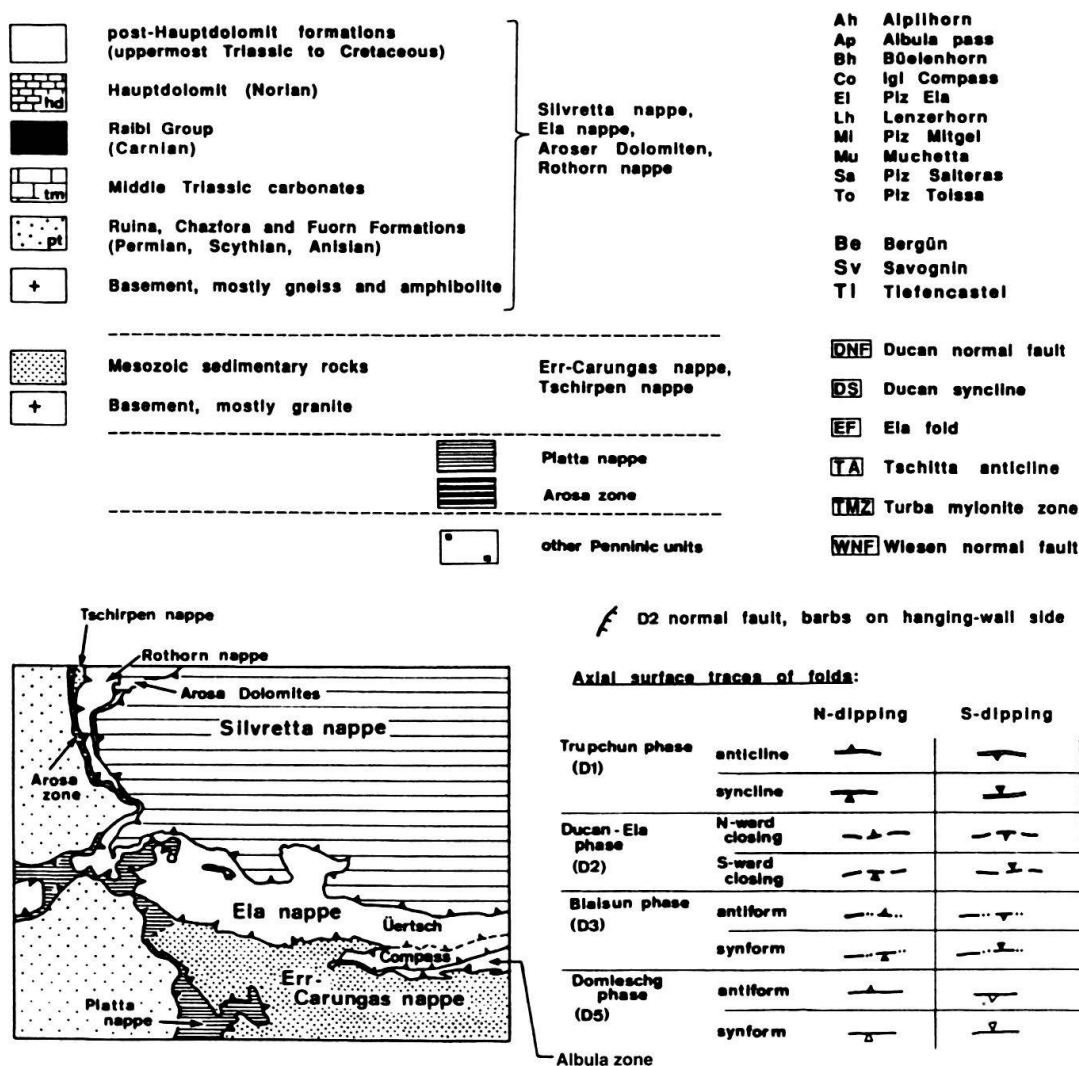 post-Hauptdolomit formations
(uppermost Triassic to Cretaceous)
hd
Hauptdolomit (Norian)
Raibl Group
(Carnian)
tm
Middle Triassic carbonates
pt
Ruina, Chazfora and Fuorn Formations
(Permian, Scythian, Anisian)
+
Basement, mostly gneiss and amphibolite
Silvretta nappe,
Ela nappe,
Aroser Dolomiten,
Rothorn nappe
Mesozoic sedimentary rocks
+
Basement, mostly granite
Err-Carungas nappe,
Tschirpen nappe
Platta nappe
Arosa zone
other Penninic units
Ah Alplihorn
Ap Albula pass
Bh Büelenhorn
Co Igl Compass
El Piz Ela
Lh Lenzerhorn
Mi Piz Mitgel
Mu Muchetta
Sa Piz Salteras
To Piz Toissa
Be Bergün
Sv Savognin
Ti Tiefencastel
DNF Ducan normal fault
DS Ducan syncline
EF Ela fold
TA Tschitta anticline
TMZ Turba mylonite zone
WNF Wiesen normal fault
Tschirpen nappe
Rothorn nappe
Arosa Dolomites
Silvretta nappe
Arosa
zone
Ela nappe
Üertsch
Compass
Err-
Carungas nappe
Platta
nappe
Albula zone
D2 normal fault, barbs on hanging-wall side
Axial surface traces of folds:
N-dipping S-dipping
Trupchun phase
(D1)
anticline
syncline
Ducan-Ela
phase
(D2)
N-ward
closing
S-ward
closing
Blaisun phase
(D3)
antiform
synform
Domleschg
phase
(D5)
antiform
synform